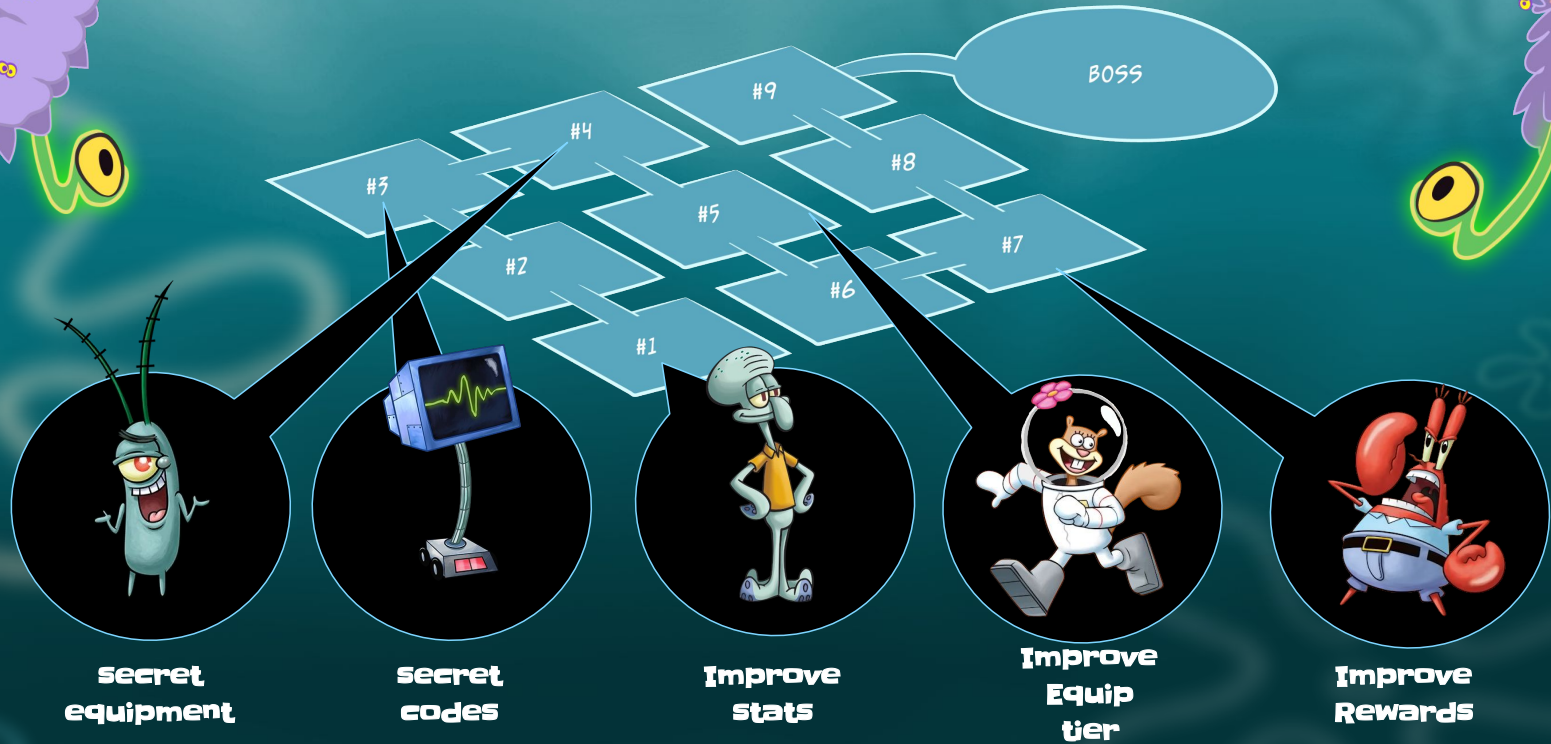 BOSS
#9
#4
#8
#3
#5
#7
#2
#6
#1
Secret
equipment
Secret
codes
Improve
stats
Improve
Equip
tier
Improve
Rewards